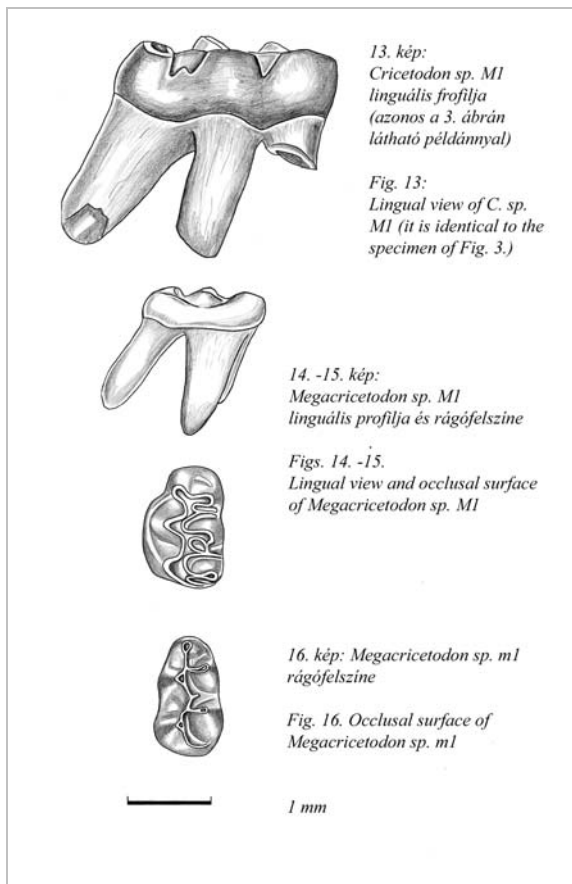 13. kép:
Cricetodon sp. M1
linguális frofilja
(azonos a 3. ábrán
látható példánnyal)
Fig. 13:
Lingual view of C. sp.
M1 (it is identical to the
specimen of Fig. 3.)
14. -15. kép:
Megacricetodon sp. M1
linguális profilja és rágófelszíne
Figs. 14. -15.
Lingual view and occlusal surface
of Megacricetodon sp. M1
16. kép: Megacricetodon sp. m1
rágófelszíne
Fig. 16. Occlusal surface of
Megacricetodon sp. m1
1 mm